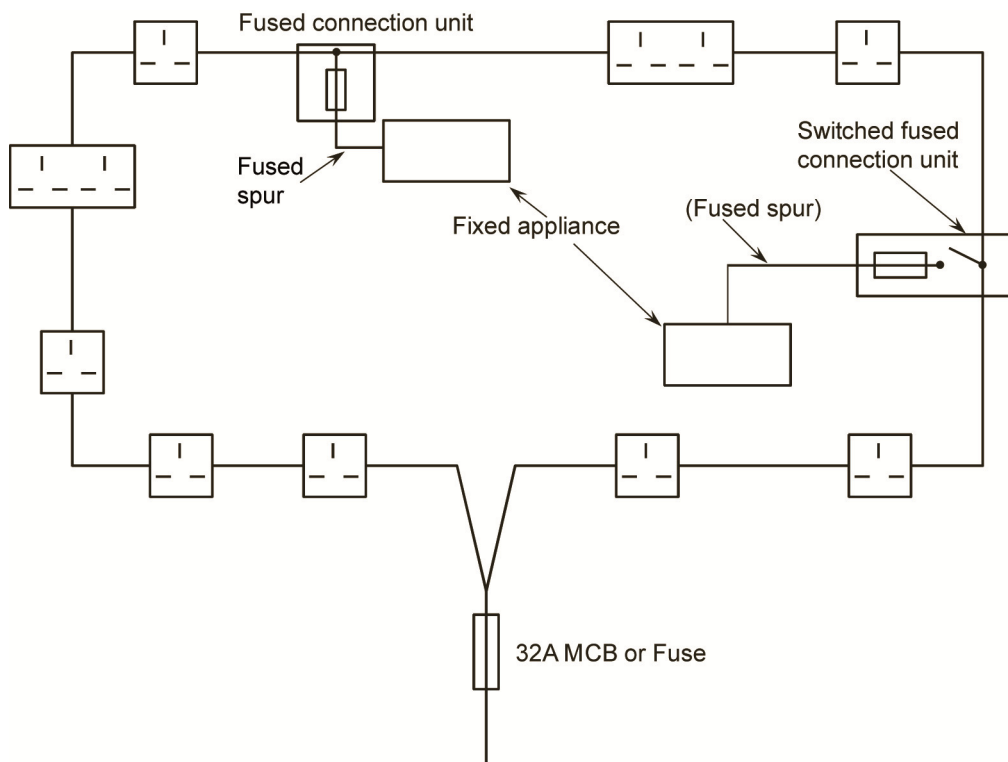 Fused connection unit
Switched fused
connection unit
Fused
spur
(Fused spur)
Fixed appliance
32A MCB or Fuse